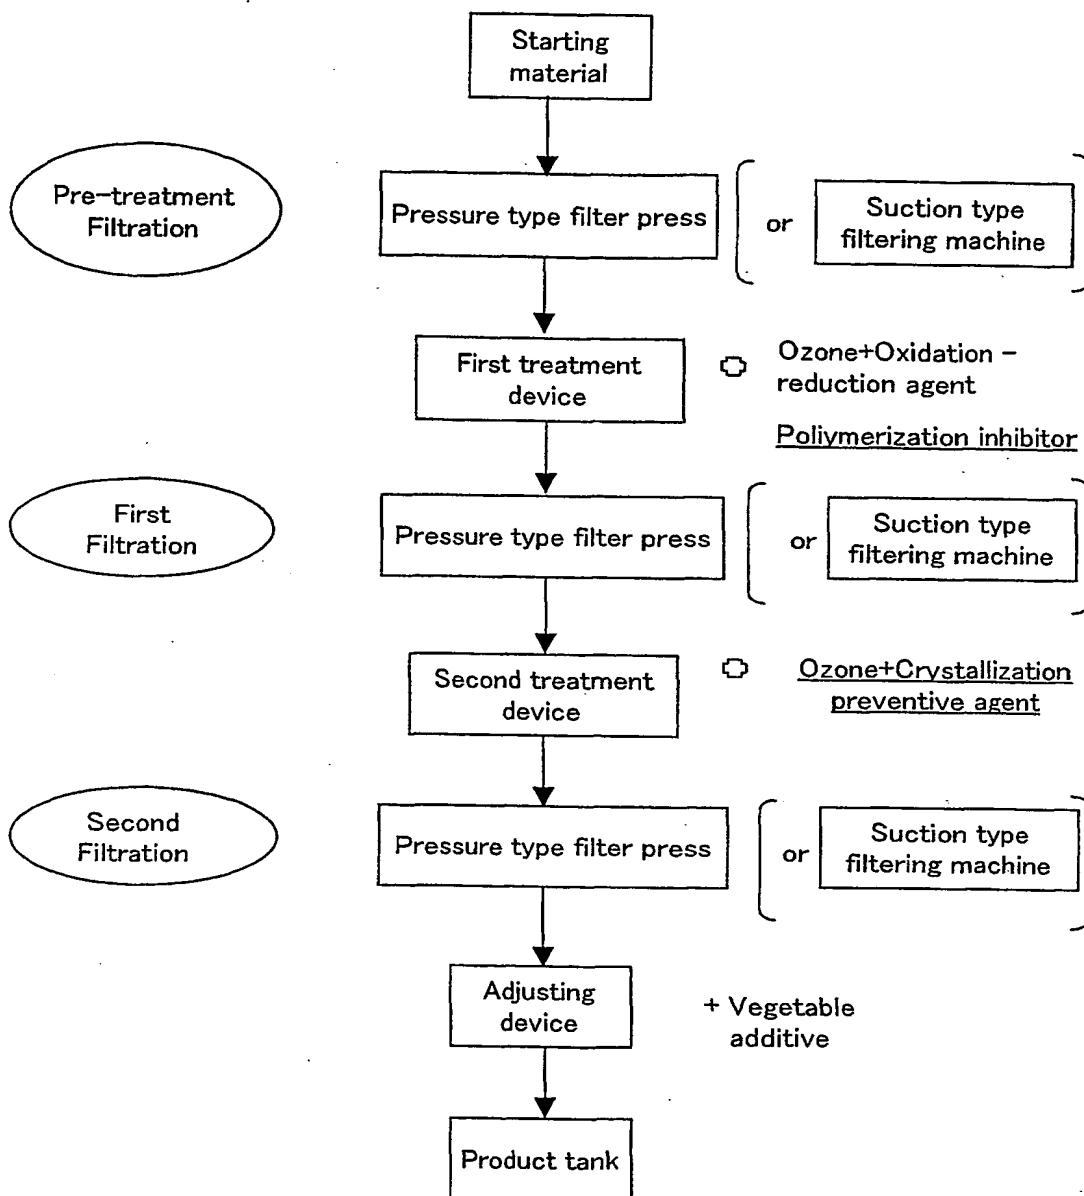 Starting
material
Pre-treatment
Filtration
Pressure type filter press
or
Suction type
filtering machine
First treatment
device
Ozone+Oxidation -
reduction agent
Poliymerization inhibitor
First
Filtration
Pressure type filter press
or
Suction type
filtering machine
Second treatment
device
Ozone+Crystallization
preventive agent
Second
Filtration
Pressure type filter press
or
Suction type
filtering machine
Adjusting
device
+ Vegetable
additive
Product tank